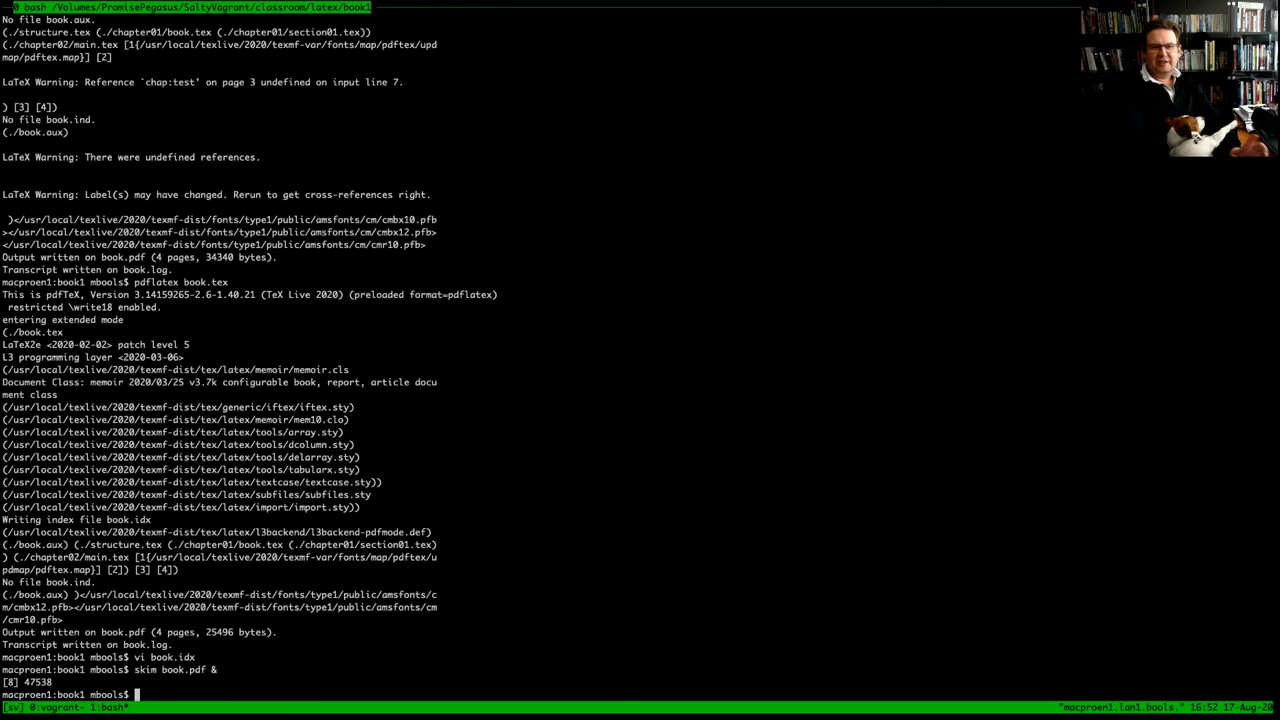 0 bash /Volumes/PromisePegasus/SaltyVagrant/classroom/latex/book1
No file book.aux.
(./structure.tex (./chapter01/book.tex (./chapter01/section01.tex))
(./chapter02/main.tex [1{/usr/local/texlive/2020/texmf-var/fonts/map/pdftex/upd
map/pdftex.map}] [2]
LaTeX Warning: Reference `chap:test' on page 3 undefined on input line 7.
) [3] [4])
No file book.ind.
(./book.aux)
LaTeX Warning: There were undefined references.
LaTeX Warning: Label(s) may have changed. Rerun to get cross-references right.
)</usr/local/texlive/2020/texmf-dist/fonts/type1/public/amsfonts/cm/cmbx10.pfb
></usr/local/texlive/2020/texmf-dist/fonts/type1/public/amsfonts/cm/cmbx12.pfb>
</usr/local/texlive/2020/texmf-dist/fonts/type1/public/amsfonts/cm/cmr10.pfb>
Output written on book.pdf (4 pages, 34340 bytes).
Transcript written on book.log.
macproen1:book1 mbools$ pdflatex book.tex
This is pdfTeX, Version 3.14159265-2.6-1.40.21 (TeX Live 2020) (preloaded format=pdflatex)
restricted \write18 enabled.
entering extended mode
(./book.tex
LaTeX2e <2020-02-02> patch level 5
L3 programming layer <2020-03-06>
(/usr/local/texlive/2020/texmf-dist/tex/latex/memoir/memoir.cls
Document Class: memoir 2020/03/25 v3.7k configurable book, report, article docu
ment class
(/usr/local/texlive/2020/texmf-dist/tex/generic/iftex/iftex.sty)
(/usr/local/texlive/2020/texmf-dist/tex/latex/memoir/mem10.clo)
(/usr/local/texlive/2020/texmf-dist/tex/latex/tools/array.sty)
(/usr/local/texlive/2020/texmf-dist/tex/latex/tools/dcolumn.sty)
(/usr/local/texlive/2020/texmf-dist/tex/latex/tools/delarray.sty)
(/usr/local/texlive/2020/texmf-dist/tex/latex/tools/tabularx.sty)
(/usr/local/texlive/2020/texmf-dist/tex/latex/textcase/textcase.sty))
(/usr/local/texlive/2020/texmf-dist/tex/latex/subfiles/subfiles.sty
(/usr/local/texlive/2020/texmf-dist/tex/latex/import/import.sty))
Writing index file book.idx
(/usr/local/texlive/2020/texmf-dist/tex/latex/l3backend/l3backend-pdfmode.def)
(./book.aux) (./structure.tex (./chapter01/book.tex (./chapter01/section01.tex)
) (./chapter02/main.tex [1{/usr/local/texlive/2020/texmf-var/fonts/map/pdftex/u
pdmap/pdftex.map}] [2]) [3] [4])
No file book.ind.
(./book.aux) )</usr/local/texlive/2020/texmf-dist/fonts/type1/public/amsfonts/c
m/cmbx12.pfb></usr/local/texlive/2020/texmf-dist/fonts/type1/public/amsfonts/cm
/cmr10.pfb>
Output written on book.pdf (4 pages, 25496 bytes).
Transcript written on book.log.
macproen1:book1 mbools$ vi book.idx
macproen1:book1 mbools$ skim book.pdf &
[8] 47538
macproen1:book1 mbools$
[sv] 0:vagrant- 1:bash* "macproen1.lan1.bools." 16:52 17-Aug-20